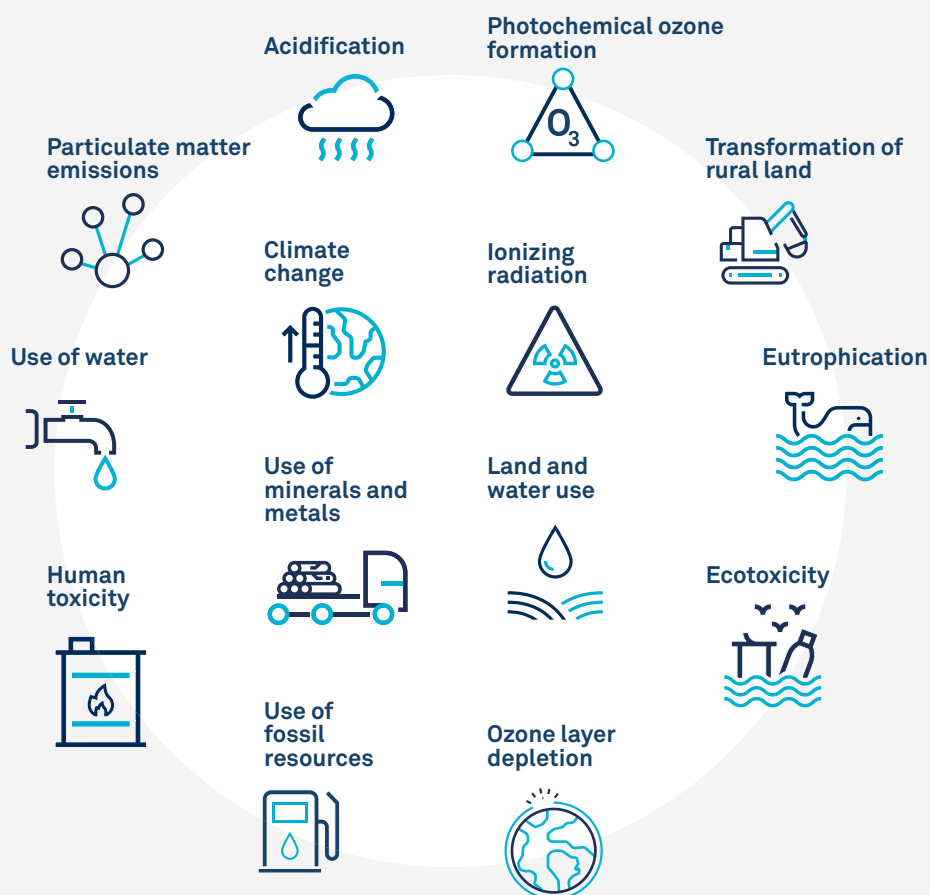 Acidification
Photochemical ozone
formation
O3
Particulate matter
emissions
Transformation of
rural land
Climate
change
Ionizing
radiation
Use of water
Eutrophication
Use of
minerals and
metals
Land and
water use
Human
toxicity
Ecotoxicity
Use of
fossil
resources
Ozone layer
depletion